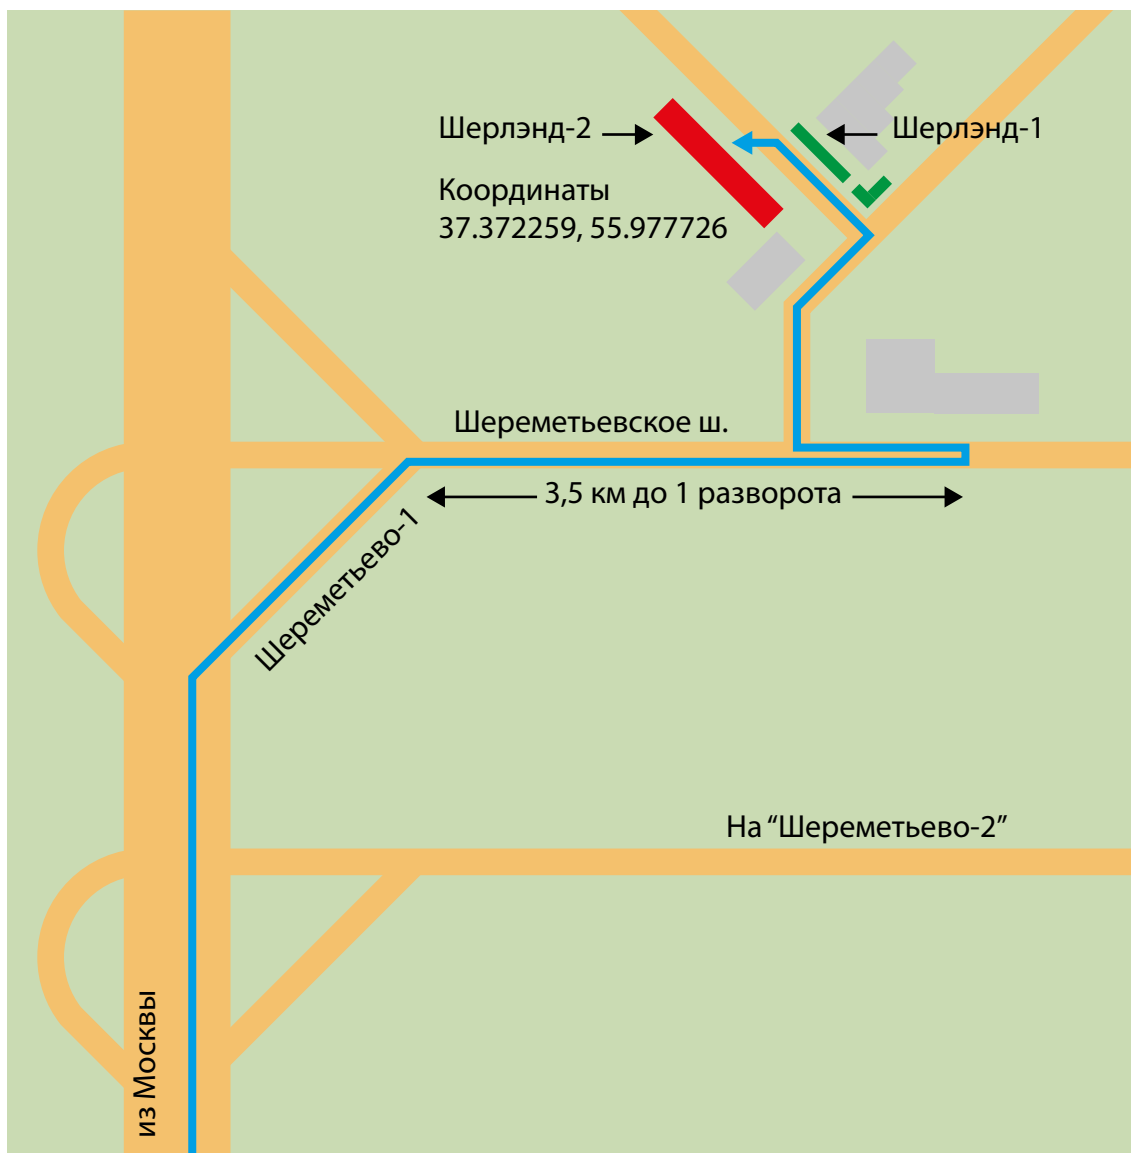 Шерлэнд-2
Шерлэнд-1
Координаты
37.372259, 55.977726
Шереметьевское ш.
3,5 км до 1 разворота
Шереметьево-1
На “Шереметьево-2”
из Москвы